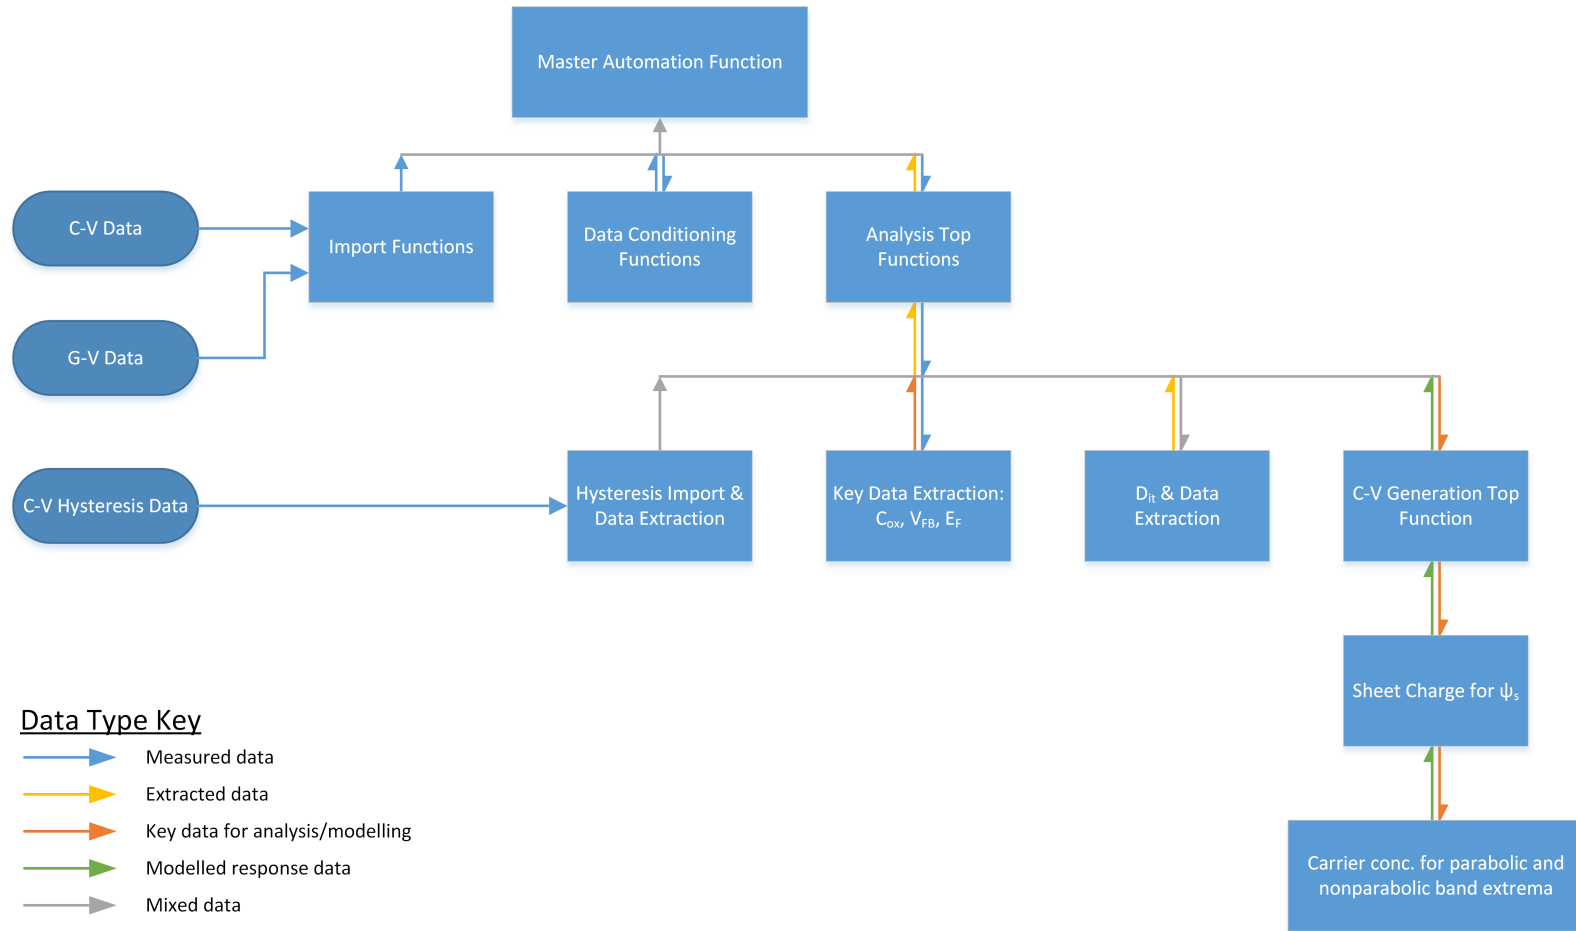 Master Automation Function
C-V Data
Import Functions
Data Conditioning
Functions
Analysis Top
Functions
G-V Data
C-V Hysteresis Data
Hysteresis Import &
Data Extraction
Key Data Extraction:
Cox, VFB, EF
Dit & Data
Extraction
C-V Generation Top
Function
Sheet Charge for ψs
Carrier conc. for parabolic and
nonparabolic band extrema
Data Type Key
Measured data
Extracted data
Key data for analysis/modelling
Modelled response data
Mixed data